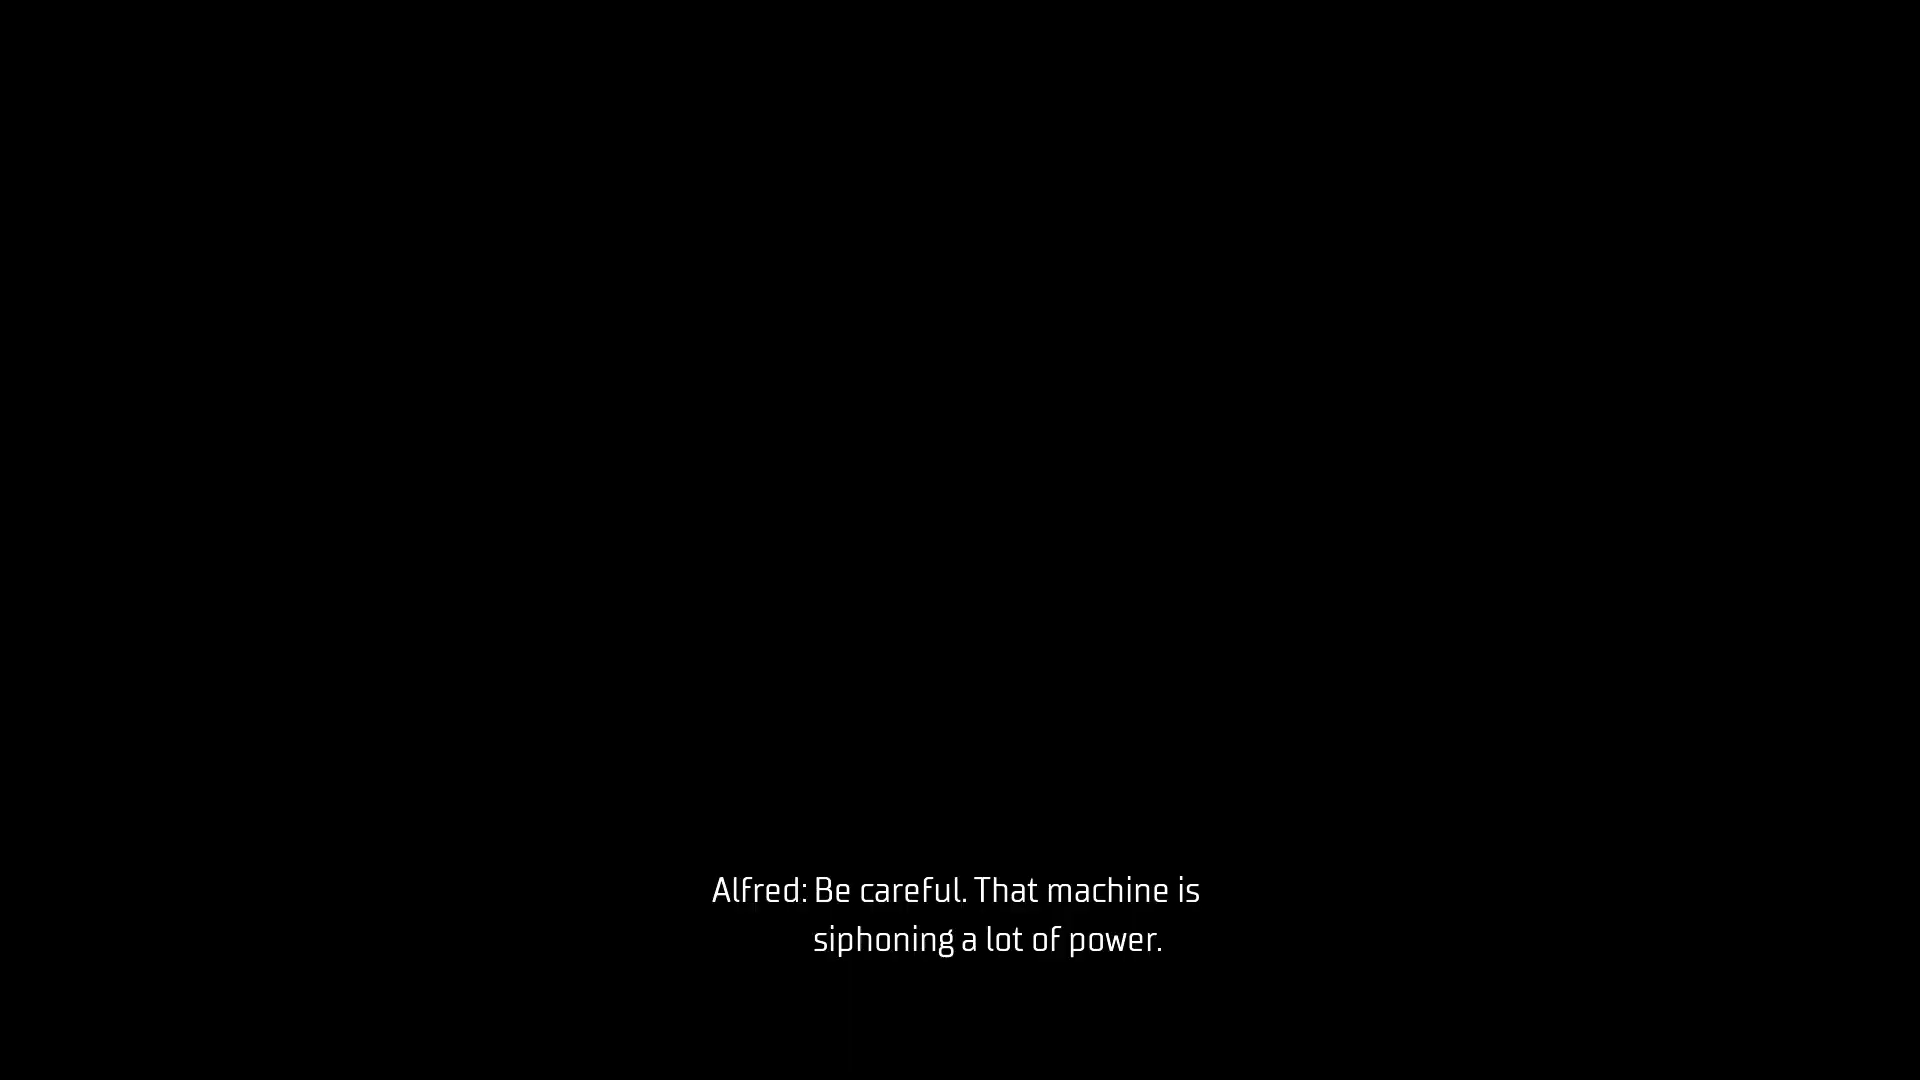 Alfred: Be careful. That machine is
siphoning a lot of power.